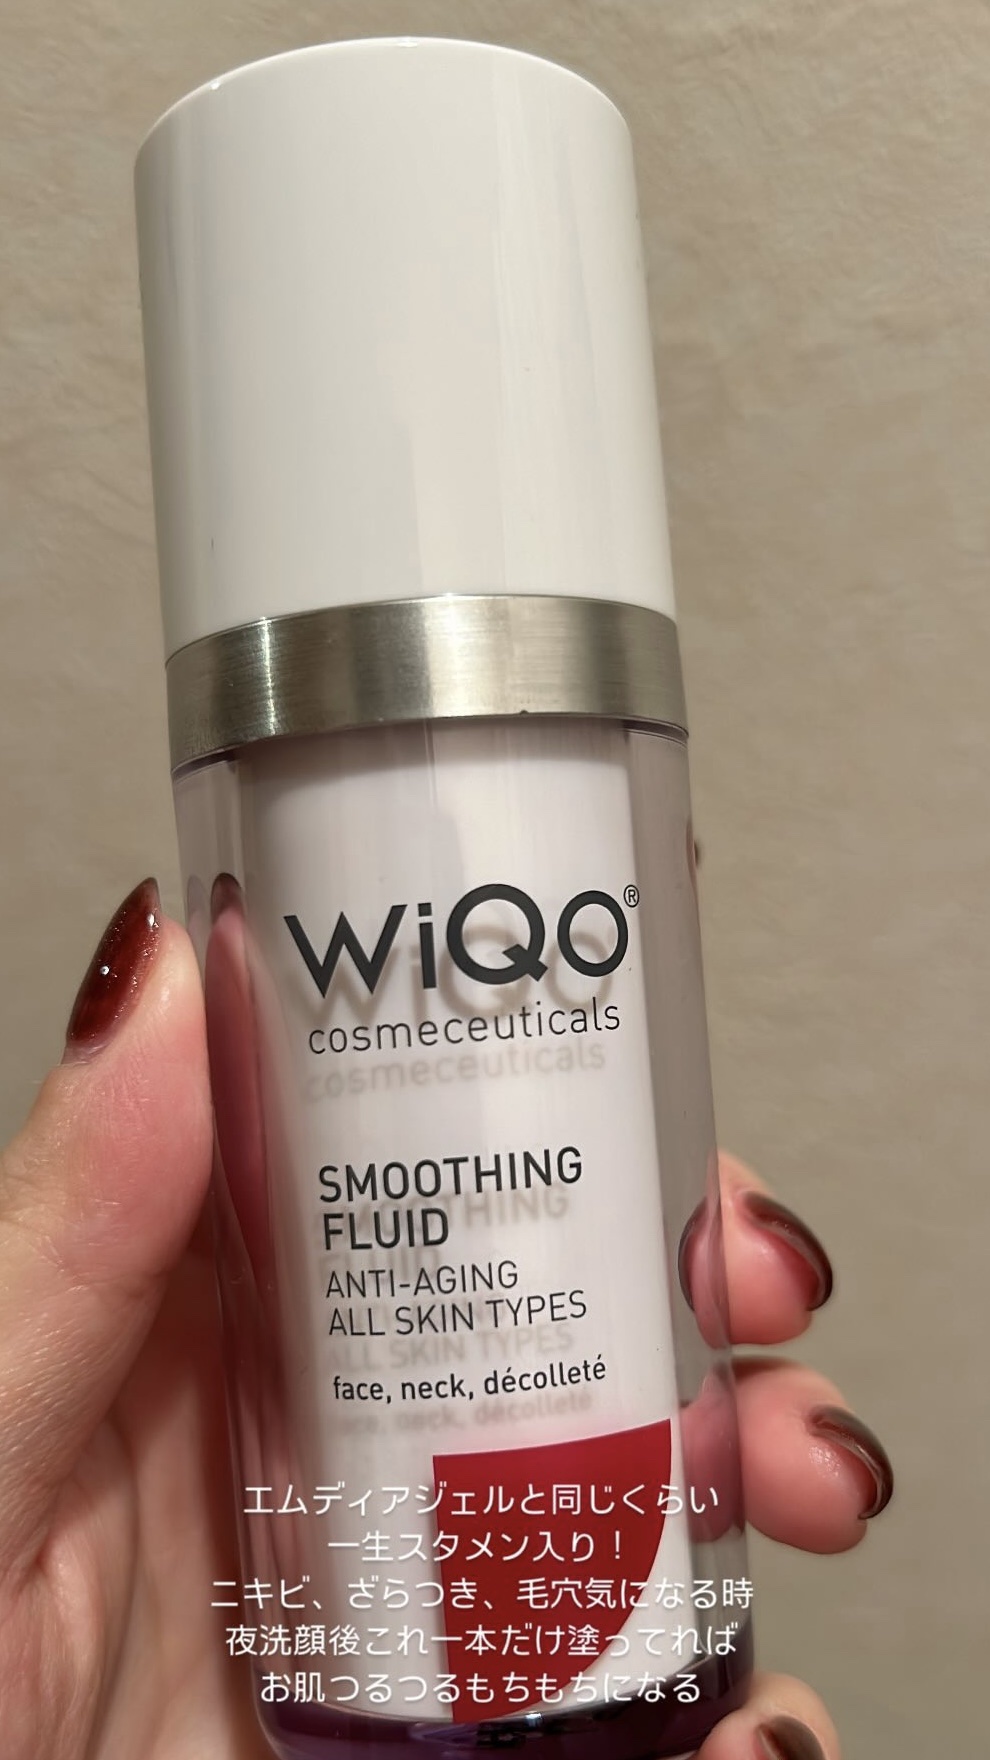 WiQo®
cosmeceuticals
SMOOTHING
FLUID
ANTI-AGING
ALL SKIN TYPES
face, neck, décolleté
エムディアジェルと同じくらい
一生スタメン入り！
ニキビ、ざらつき、毛穴気になる時
夜洗顔後これ一本だけ塗ってれば
お肌つるつるもちもちになる